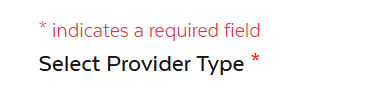 * indicates a required field
Select Provider Type *